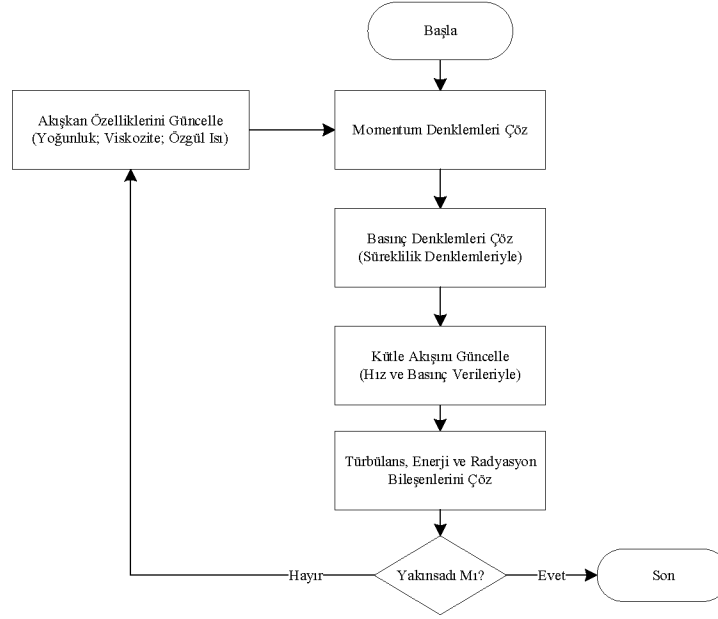 Başla
Akışkan Özelliklerini Güncelle
(Yoğunluk; Viskozite; Özgül Isı)
Momentum Denklemleri Çöz
Basınç Denklemleri Çöz
(Süreklilik Denklemleriyle)
Kütle Akışını Güncelle
(Hız ve Basınç Verileriyle)
Türbülans, Enerji ve Radyasyon
Bileşenlerini Çöz
Hayır
Yakınsadı Mı?
Evet
Son